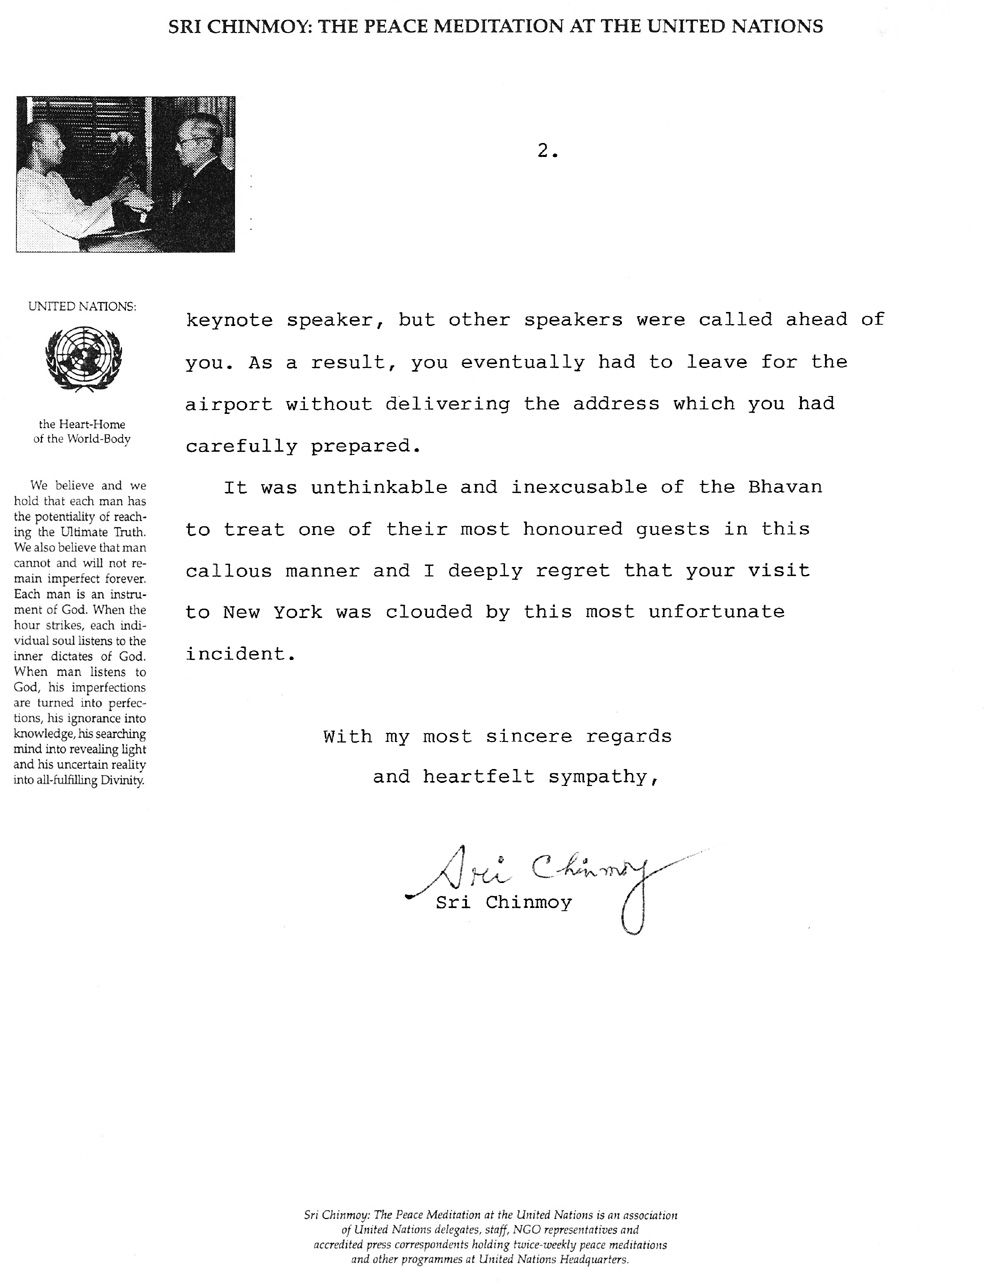 SRI CHINMOY: THE PEACE MEDITATION AT THE UNITED NATIONS
2.
UNITED NATIONS:
the Heart-Home
of the World-Body
We believe and we
hold that each man has
the potentiality of reach-
ing the Ultimate Truth.
We also believe that man
cannot and will not re-
main imperfect forever.
Each man is an instru-
ment of God. When the
hour strikes, each indi-
vidual soul listens to the
inner dictates of God.
When man listens to
God, his imperfections
are turned into perfec-
tions, his ignorance into
knowledge, his searching
mind into revealing light
and his uncertain reality
into all-fulfilling Divinity.
keynote speaker, but other speakers were called ahead of
you. As a result, you eventually had to leave for the
airport without delivering the address which you had
carefully prepared.
It was unthinkable and inexcusable of the Bhavan
to treat one of their most honoured guests in this
callous manner and I deeply regret that your visit
to New York was clouded by this most unfortunate
incident.
With my most sincere regards
and heartfelt sympathy,
Sri Chinmoy
Sri Chinmoy
Sri Chinmoy: The Peace Meditation at the United Nations is an association
of United Nations delegates, staff, NGO representatives and
accredited press correspondents holding twice-weekly peace meditations
and other programmes at United Nations Headquarters.